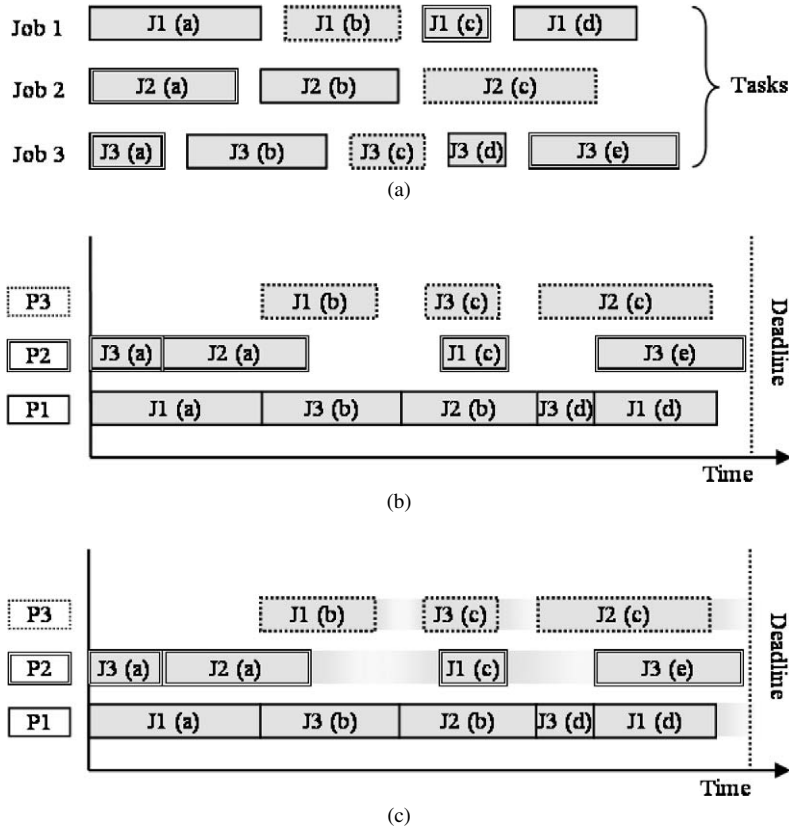 Job 1 J1 (a) J1 (b) J1 (c) J1 (d)
Job 2 J2 (a) J2 (b) J2 (c) Tasks
Job 3 J3 (a) J3 (b) J3 (c) J3 (d) J3 (e)
(a)
P3 J1 (b) J3 (c) J2 (c)
P2 J3 (a) J2 (a) J1 (c) J3 (e)
P1 J1 (a) J3 (b) J2 (b) J3 (d) J1 (d)
Deadline
Time
(b)
P3 J1 (b) J3 (c) J2 (c)
P2 J3 (a) J2 (a) J1 (c) J3 (e)
P1 J1 (a) J3 (b) J2 (b) J3 (d) J1 (d)
Deadline
Time
(c)